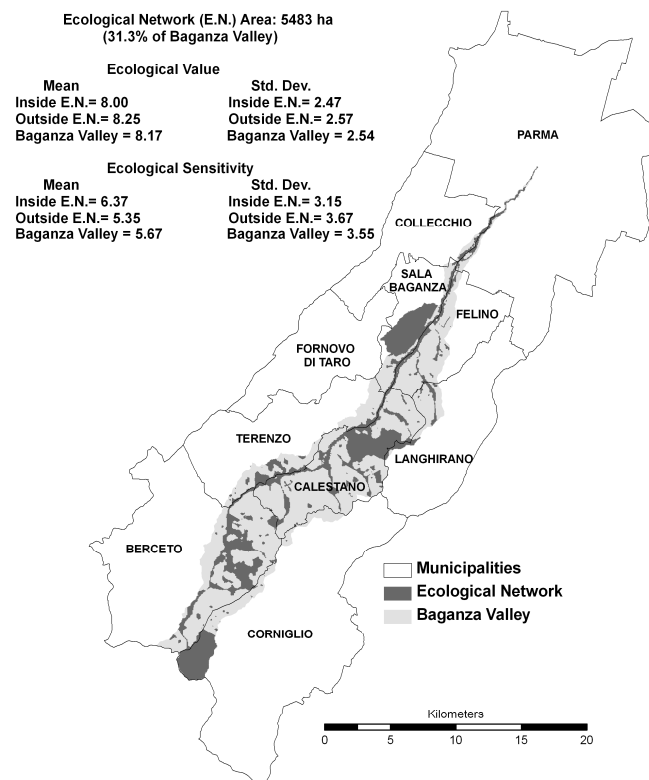 Ecological Network (E.N.) Area: 5483 ha
(31.3% of Baganza Valley)
Ecological Value
Mean Std. Dev.
Inside E.N.= 8.00 Inside E.N.= 2.47
Outside E.N.= 8.25 Outside E.N.= 2.57
Baganza Valley = 8.17 Baganza Valley = 2.54
Ecological Sensitivity
Mean Std. Dev.
Inside E.N.= 6.37 Inside E.N.= 3.15
Outside E.N.= 5.35 Outside E.N.= 3.67
Baganza Valley = 5.67 Baganza Valley = 3.55
PARMA
COLLECCHIO
SALA
BAGANZA
FELINO
FORNOVO
DI TARO
TERENZO
LANGHIRANO
CALESTANO
BERCETO
CORNIGLIO
Municipalities
Ecological Network
Baganza Valley
Kilometers
0 5 10 15 20